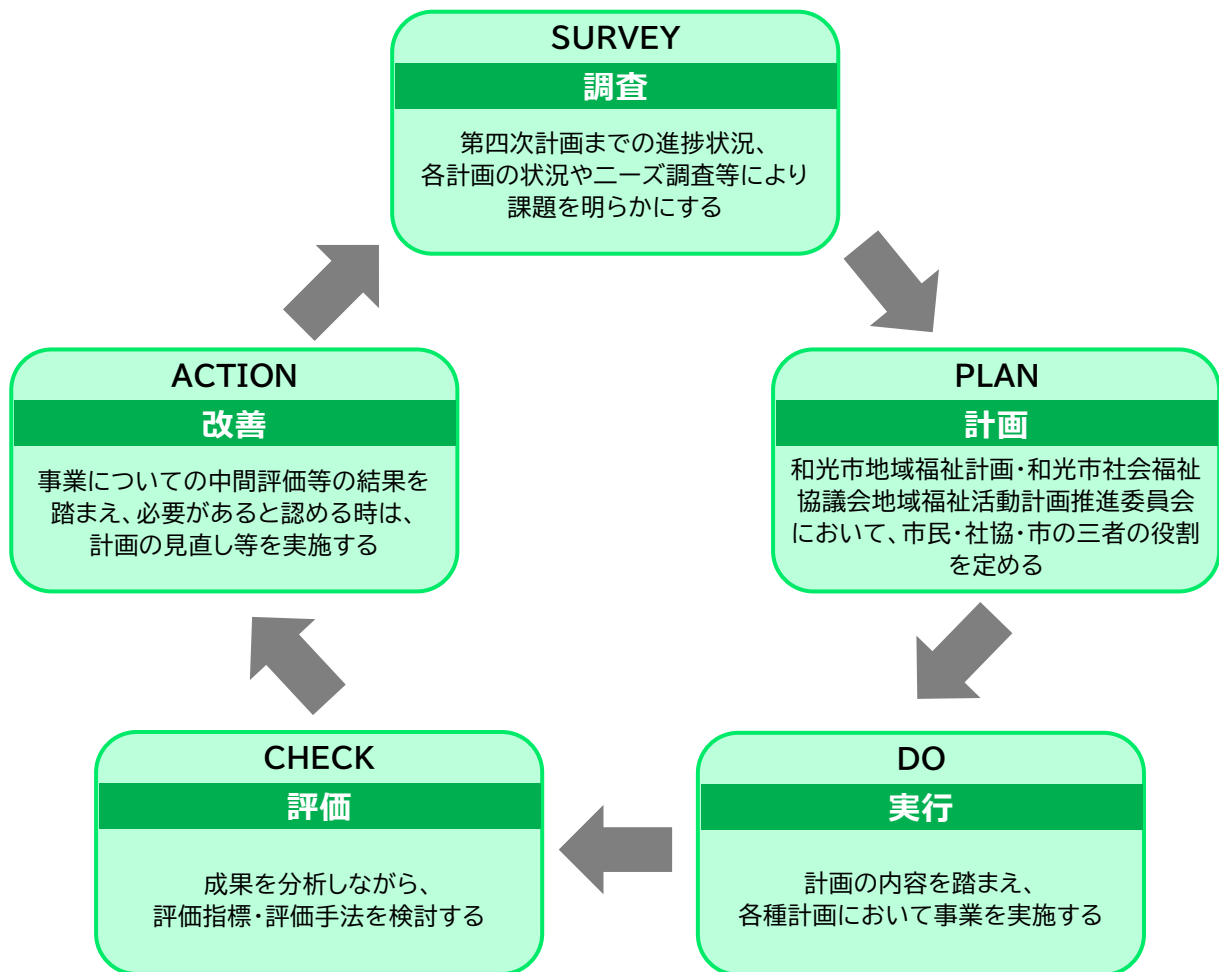 SURVEY
調査
第四次計画までの進捗状況、
各計画の状況やニーズ調査等により
課題を明らかにする
PLAN
計画
和光市地域福祉計画・和光市社会福祉
協議会地域福祉活動計画推進委員会
において、市民・社協・市の三者の役割
を定める
DO
実行
計画の内容を踏まえ、
各種計画において事業を実施する
CHECK
評価
成果を分析しながら、
評価指標・評価手法を検討する
ACTION
改善
事業についての中間評価等の結果を
踏まえ、必要があると認める時は、
計画の見直し等を実施する